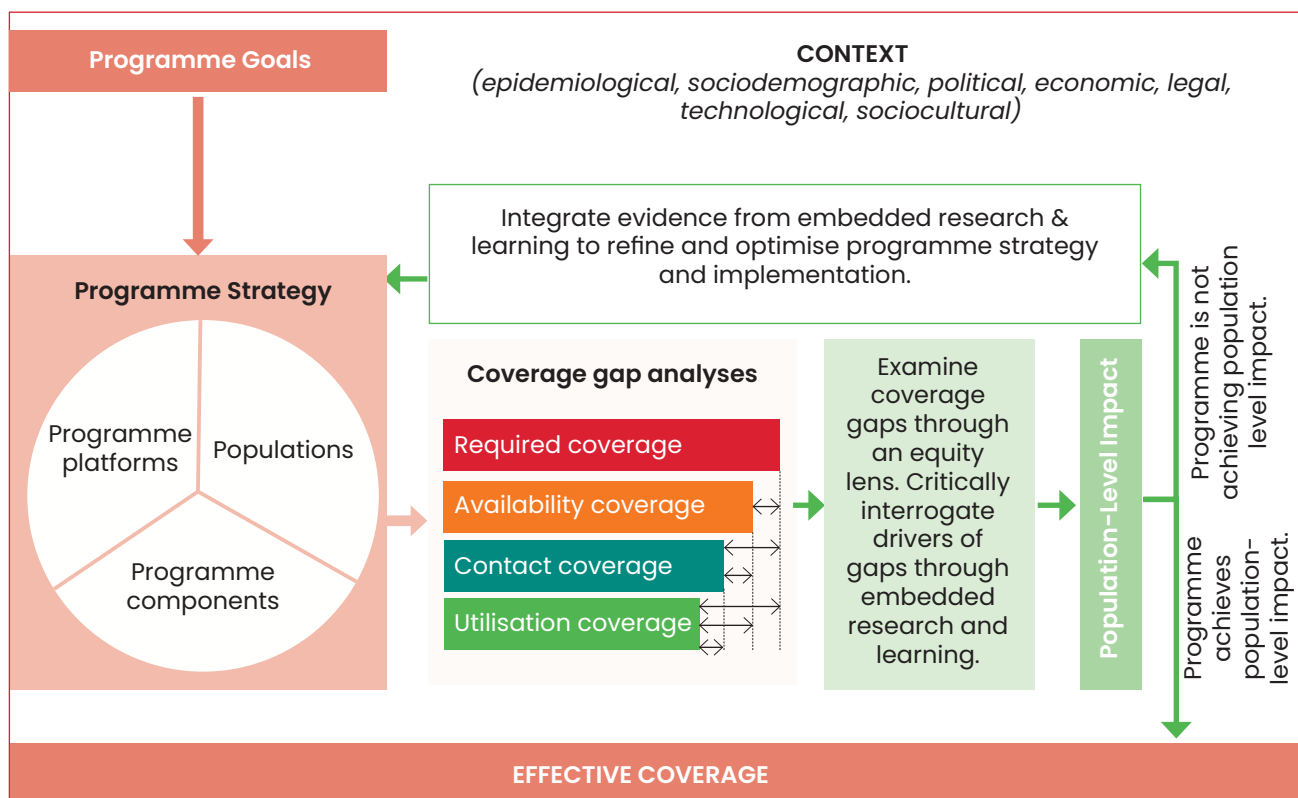 Programme Goals
CONTEXT
(epidemiological, sociodemographic, political, economic, legal,
technological, sociocultural)
Integrate evidence from embedded research &
learning to refine and optimise programme strategy
and implementation.
Programme Strategy
Programme
platforms
Populations
Programme
components
Coverage gap analyses
Required coverage
Availability coverage
Contact coverage
Utilisation coverage
Examine
coverage
gaps through
an equity
lens. Critically
interrogate
drivers of
gaps through
embedded
research and
learning.
Population-Level Impact
Programme is not
achieving population
level impact.
Programme
achieves
population-
level impact.
EFFECTIVE COVERAGE